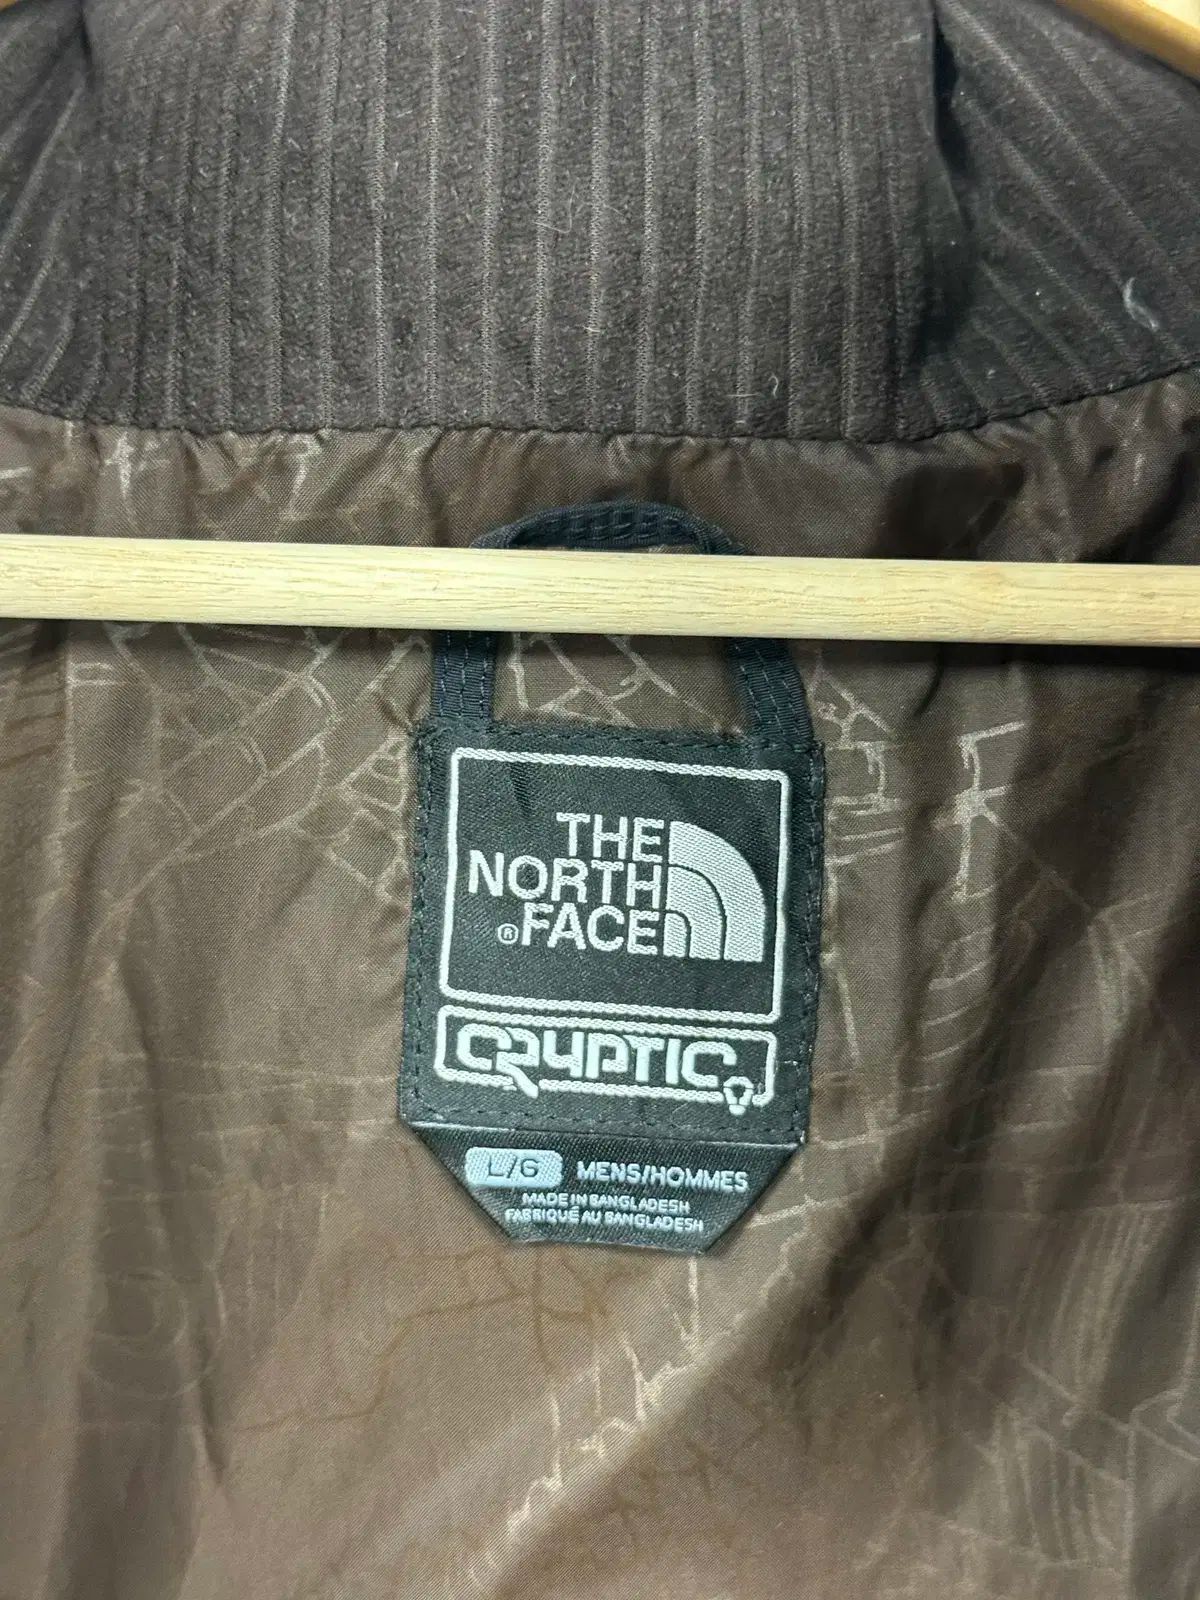 THE
NORTH
®FACE
CRYPTIC
L/G MENS/HOMMES
MADE IN BANGLADESH
FABRIQUÉ AU BANGLADESH